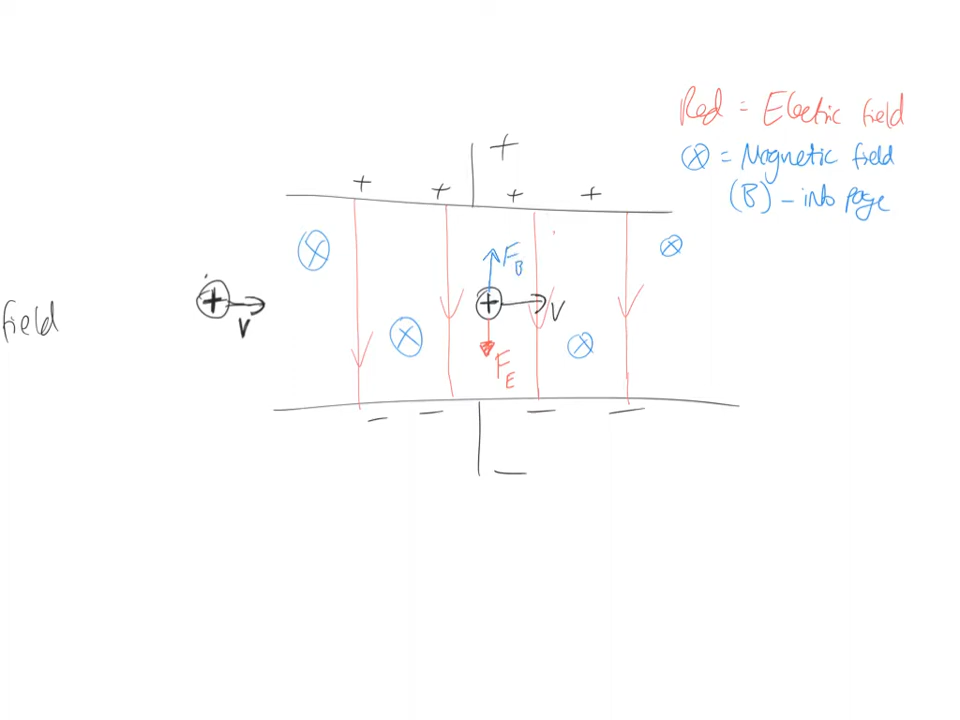 Red = Electric field
ⓧ = Magnetic field
(B) - into page
+
+ + + +
F_B
+ V
+ V
field
F_E
- - - -
-